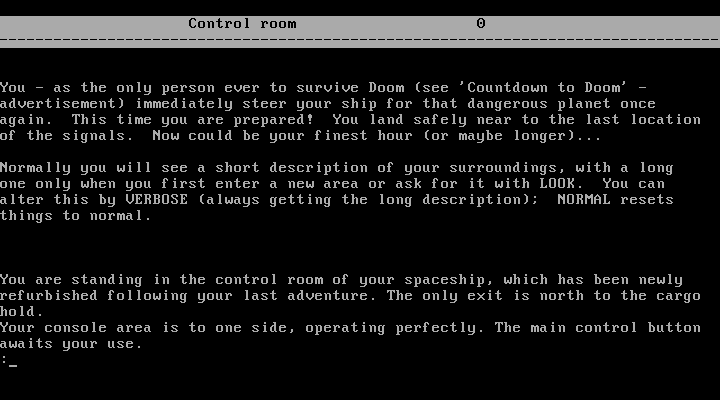 Control room 0
You - as the only person ever to survive Doom (see 'Countdown to Doom' -
advertisement) immediately steer your ship for that dangerous planet once
again.  This time you are prepared!  You land safely near to the last location
of the signals.  Now could be your finest hour (or maybe longer)...
Normally you will see a short description of your surroundings, with a long
one only when you first enter a new area or ask for it with LOOK.  You can
alter this by VERBOSE (always getting the long description);  NORMAL resets
things to normal.
You are standing in the control room of your spaceship, which has been newly
refurbished following your last adventure. The only exit is north to the cargo
hold.
Your console area is to one side, operating perfectly. The main control button
awaits your use.
:_